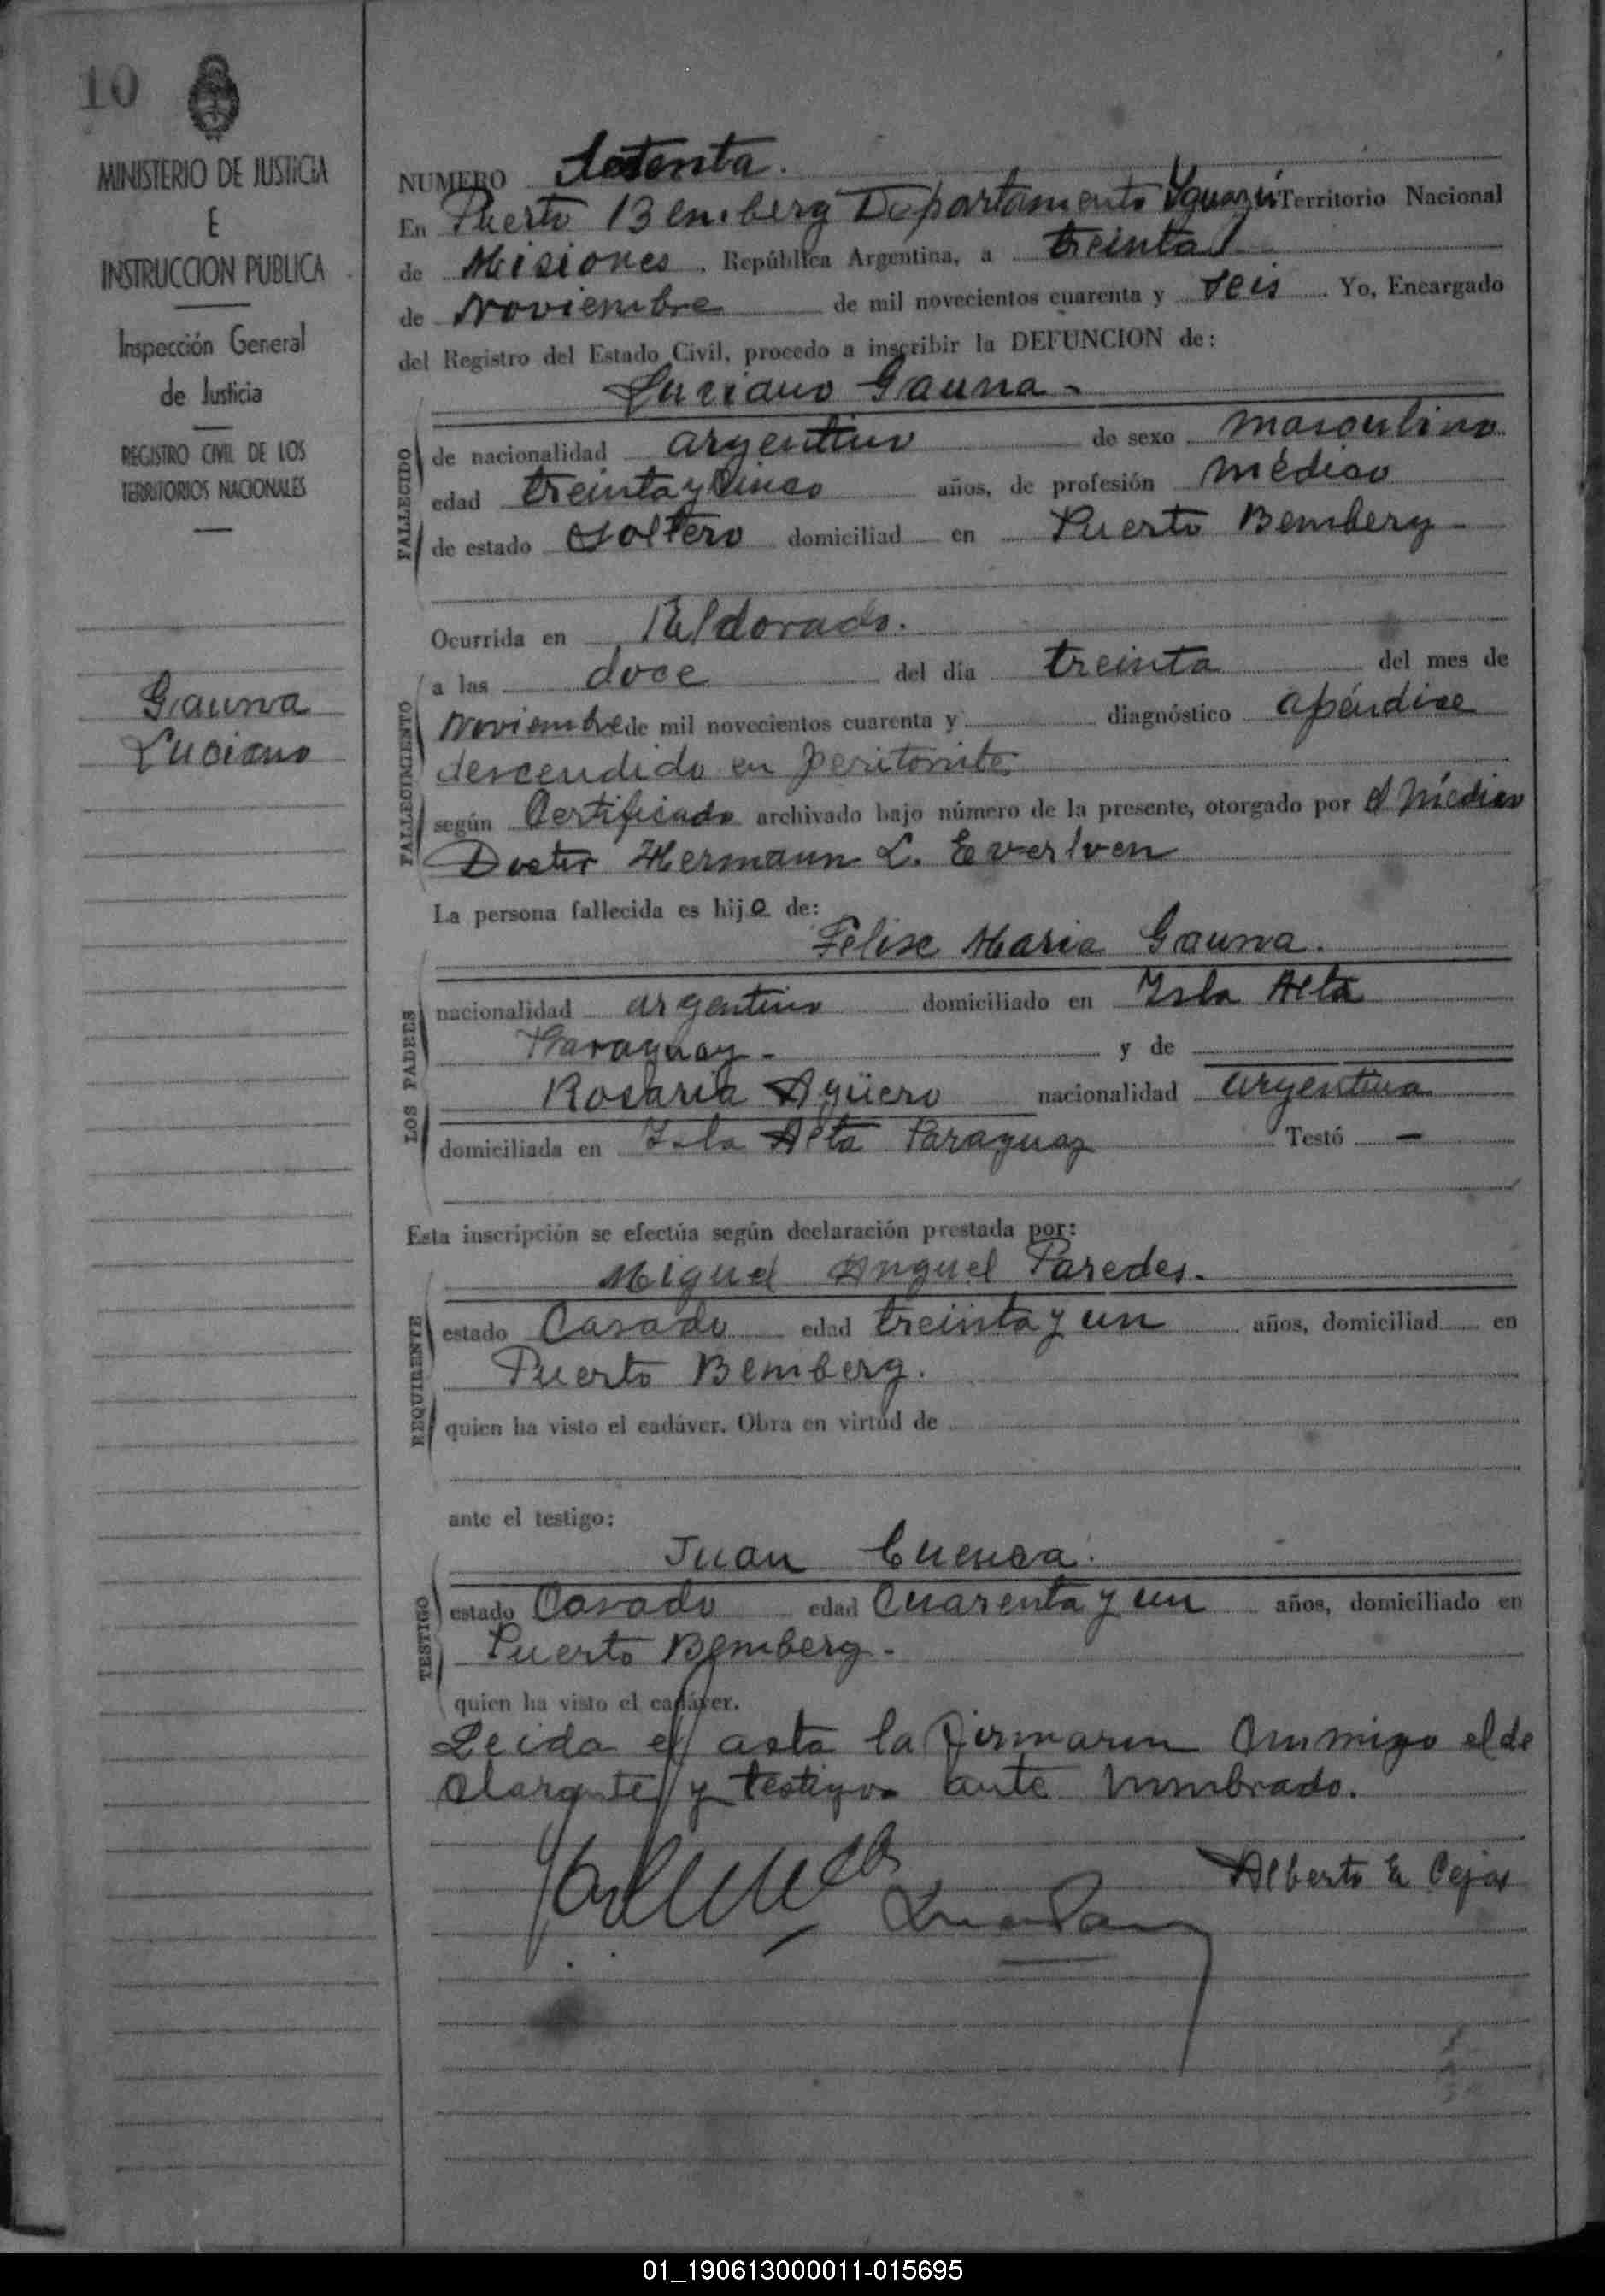 10
MINISTERIO DE JUSTICIA
E
INSTRUCCION PUBLICA
Inspección General
de Justicia
REGISTRO CIVIL DE LOS
TERRITORIOS NACIONALES
Gauna
Luciano
NUMERO Setenta.
En Puerto Bemberg Departamento Yguazú Territorio Nacional
de Misiones. República Argentina, a treinta
de Noviembre de mil novecientos cuarenta y seis. Yo, Encargado
del Registro del Estado Civil, procedo a inscribir la DEFUNCION de:
Luciano Gauna-
FALLECIDO
de nacionalidad argentino de sexo masculino
edad treinta y cinco años, de profesión médico
de estado soltero domiciliad en Puerto Bemberg-
FALLECIMIENTO
Ocurrida en Eldorado.
a las doce del día treinta del mes de
Noviembre de mil novecientos cuarenta y diagnóstico apéndice
descendido en peritonite.
según Certificado archivado bajo número de la presente, otorgado por el médico
Doctor Hermann L.
La persona fallecida es hijo de:
LOS PADRES
Felise Maria Gauna.
nacionalidad argentino domiciliado en Isla Alta
Paraguay- y de
Rosaria Agüero nacionalidad argentina
domiciliada en Isla Alta Paraguay Testó —
Esta inscripción se efectúa según declaración prestada por:
REQUIRENTE
Miguel Anguel Paredes.
estado Casado edad treinta y un años, domiciliad en
Puerto Bemberg.
quien ha visto el cadáver. Obra en virtud de
ante el testigo:
TESTIGO
Juan Cuenca.
estado Casado edad Cuarenta y un años, domiciliado en
Puerto Bemberg-
quien ha visto el cadáver.
Leida el acta la firmaron conmigo el de
clarante y testigos ante nombrado.
Alberto E. Cejas
01_190613000011-015695